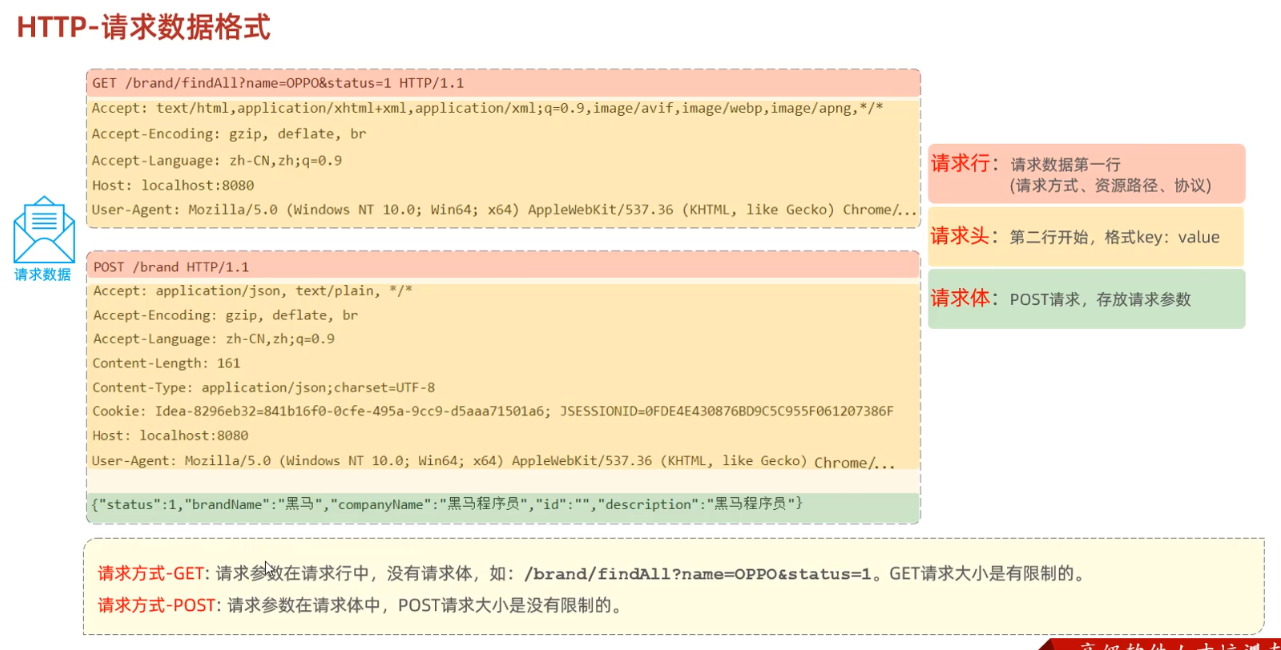 HTTP-请求数据格式
GET /brand/findAll?name=OPPO&status=1 HTTP/1.1
Accept: text/html,application/xhtml+xml,application/xml;q=0.9,image/avif,image/webp,image/apng,*/*
Accept-Encoding: gzip, deflate, br
Accept-Language: zh-CN,zh;q=0.9
Host: localhost:8080
User-Agent: Mozilla/5.0 (Windows NT 10.0; Win64; x64) AppleWebKit/537.36 (KHTML, like Gecko) Chrome/...
请求数据
POST /brand HTTP/1.1
Accept: application/json, text/plain, */*
Accept-Encoding: gzip, deflate, br
Accept-Language: zh-CN,zh;q=0.9
Content-Length: 161
Content-Type: application/json;charset=UTF-8
Cookie: Idea-8296eb32=841b16f0-0cfe-495a-9cc9-d5aaa71501a6; JSESSIONID=0FDE4E430876BD9C5C955F061207386F
Host: localhost:8080
User-Agent: Mozilla/5.0 (Windows NT 10.0; Win64; x64) AppleWebKit/537.36 (KHTML, like Gecko) Chrome/...
{"status":1,"brandName":"黑马","companyName":"黑马程序员","id":"","description":"黑马程序员"}
请求行：请求数据第一行
(请求方式、资源路径、协议)
请求头：第二行开始，格式key：value
请求体：POST请求，存放请求参数
请求方式-GET：请求参数在请求行中，没有请求体，如：/brand/findAll?name=OPPO&status=1。GET请求大小是有限制的。
请求方式-POST：请求参数在请求体中，POST请求大小是没有限制的。